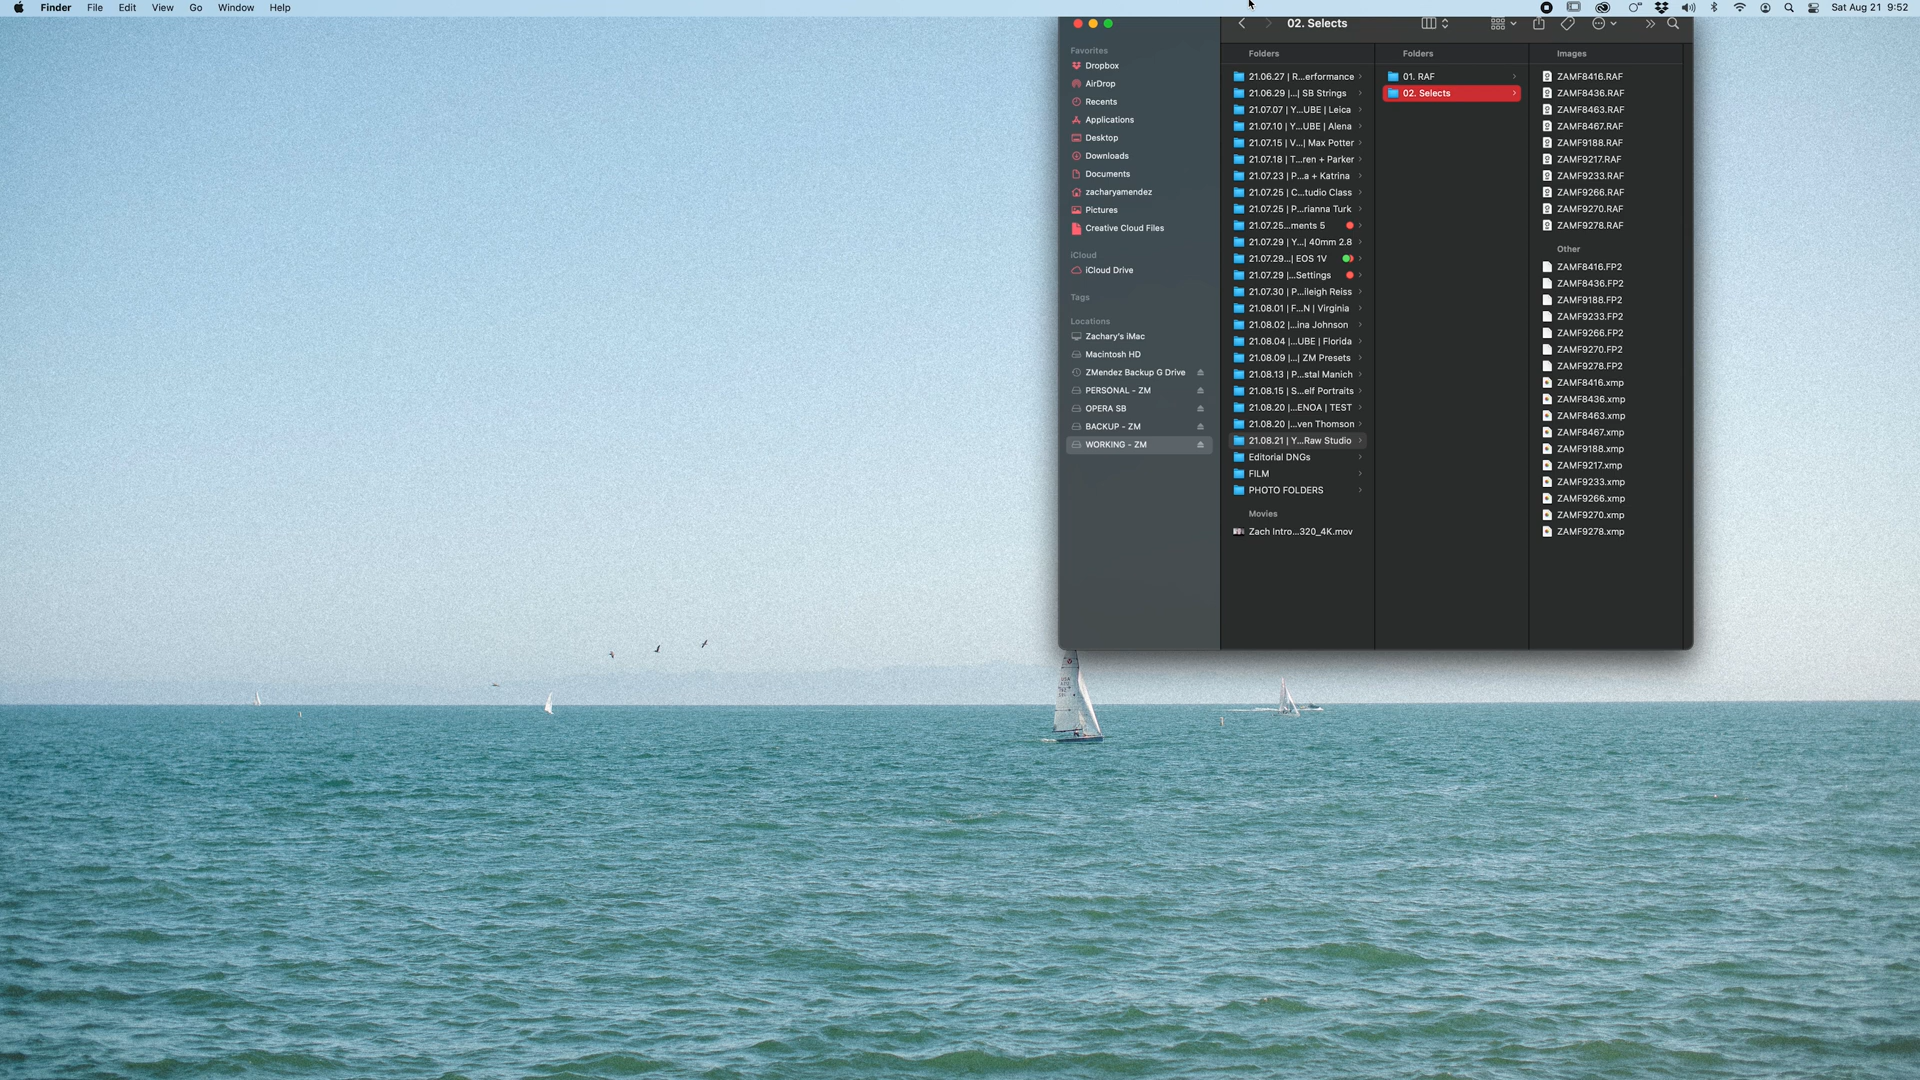 Finder File Edit View Go Window Help
Sat Aug 21 9:52
02. Selects
Favorites
Dropbox
AirDrop
Recents
Applications
Desktop
Downloads
Documents
zacharyamendez
Pictures
Creative Cloud Files
iCloud
iCloud Drive
Tags
Locations
Zachary's iMac
Macintosh HD
ZMendez Backup G Drive
PERSONAL - ZM
OPERA SB
BACKUP - ZM
WORKING - ZM
Folders
21.06.27 | R...erformance
21.06.29 |...| SB Strings
21.07.07 | Y...UBE | Leica
21.07.10 | Y...UBE | Alena
21.07.15 | V...| Max Potter
21.07.18 | T...ren + Parker
21.07.23 | P...a + Katrina
21.07.25 | C...tudio Class
21.07.25 | P...rianna Turk
21.07.25...ments 5
21.07.29 | Y...| 40mm 2.8
21.07.29...| EOS 1V
21.07.29 |...Settings
21.07.30 | P...ileigh Reiss
21.08.01 | F...N | Virginia
21.08.02 |...ina Johnson
21.08.04 |...UBE | Florida
21.08.09 |...| ZM Presets
21.08.13 | P...stal Manich
21.08.15 | S...elf Portraits
21.08.20 |...ENOA | TEST
21.08.20 |...ven Thomson
21.08.21 | Y...Raw Studio
Editorial DNGs
FILM
PHOTO FOLDERS
Movies
Zach Intro...320_4K.mov
Folders
01. RAF
02. Selects
Images
ZAMF8416.RAF
ZAMF8436.RAF
ZAMF8463.RAF
ZAMF8467.RAF
ZAMF9188.RAF
ZAMF9217.RAF
ZAMF9233.RAF
ZAMF9266.RAF
ZAMF9270.RAF
ZAMF9278.RAF
Other
ZAMF8416.FP2
ZAMF8436.FP2
ZAMF9188.FP2
ZAMF9233.FP2
ZAMF9266.FP2
ZAMF9270.FP2
ZAMF9278.FP2
ZAMF8416.xmp
ZAMF8436.xmp
ZAMF8463.xmp
ZAMF8467.xmp
ZAMF9188.xmp
ZAMF9217.xmp
ZAMF9233.xmp
ZAMF9266.xmp
ZAMF9270.xmp
ZAMF9278.xmp